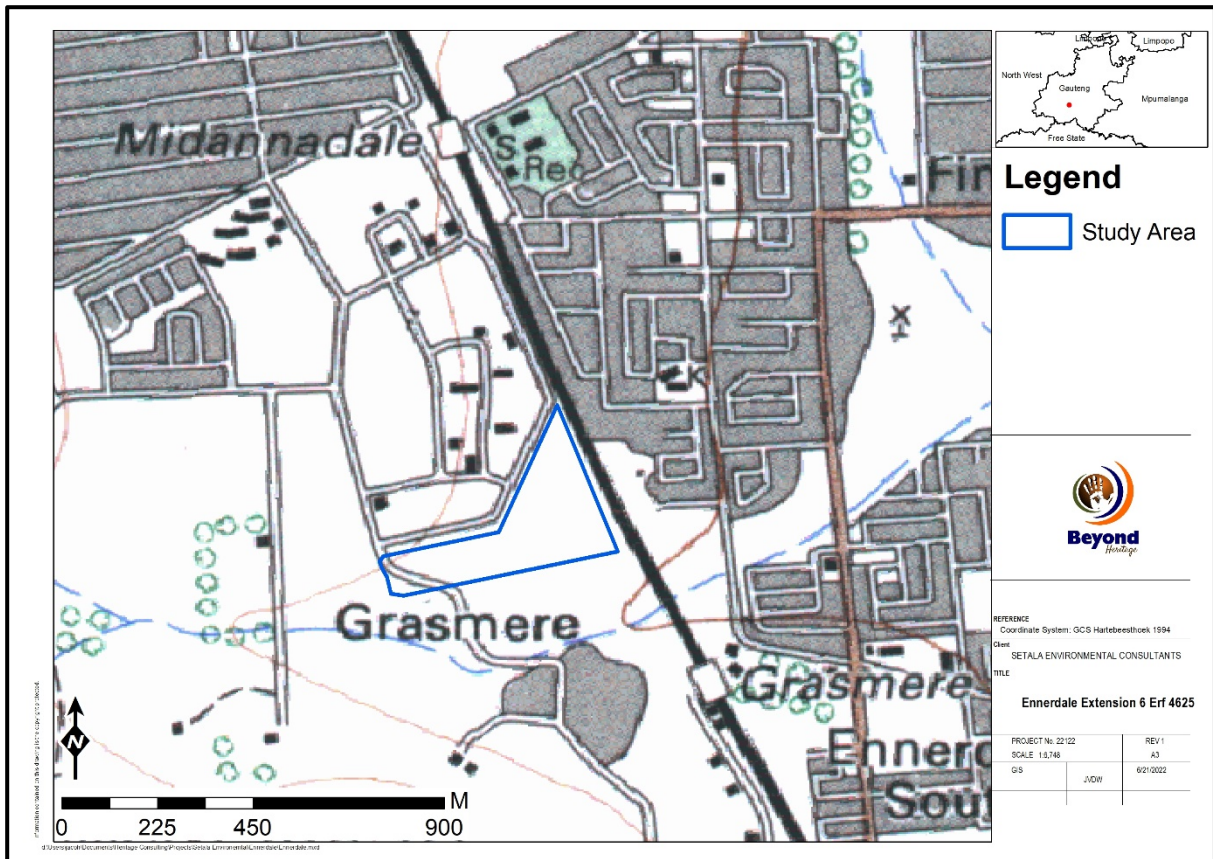 Midannadale
S
Rec
Fin
K
Grasmere
Grasmere
Ennerd
Sout
N
M
0 225 450 900
Limpopo
Limpopo
North West
Gauteng
Mpumalanga
Free State
Legend
Study Area
Beyond
Heritage
REFERENCE
Coordinate System: GCS Hartebeesthoek 1994
Client
SETALA ENVIRONMENTAL CONSULTANTS
TITLE
Ennerdale Extension 6 Erf 4625
PROJECT No. 22122 REV 1
SCALE 1:6,748 A3
GIS JVDW 6/21/2022